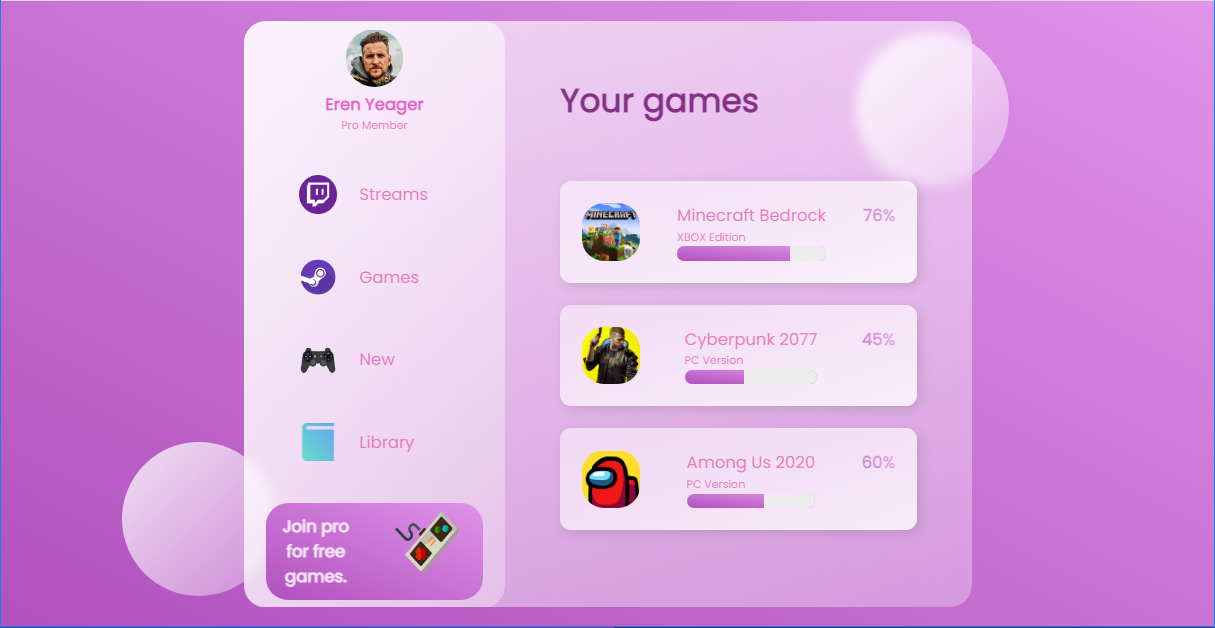 Eren Yeager
Pro Member
Streams
Games
New
Library
Join pro
for free
games.
Your games
MINECRAFT
Minecraft Bedrock 76%
XBOX Edition
Cyberpunk 2077 45%
PC Version
Among Us 2020 60%
PC Version